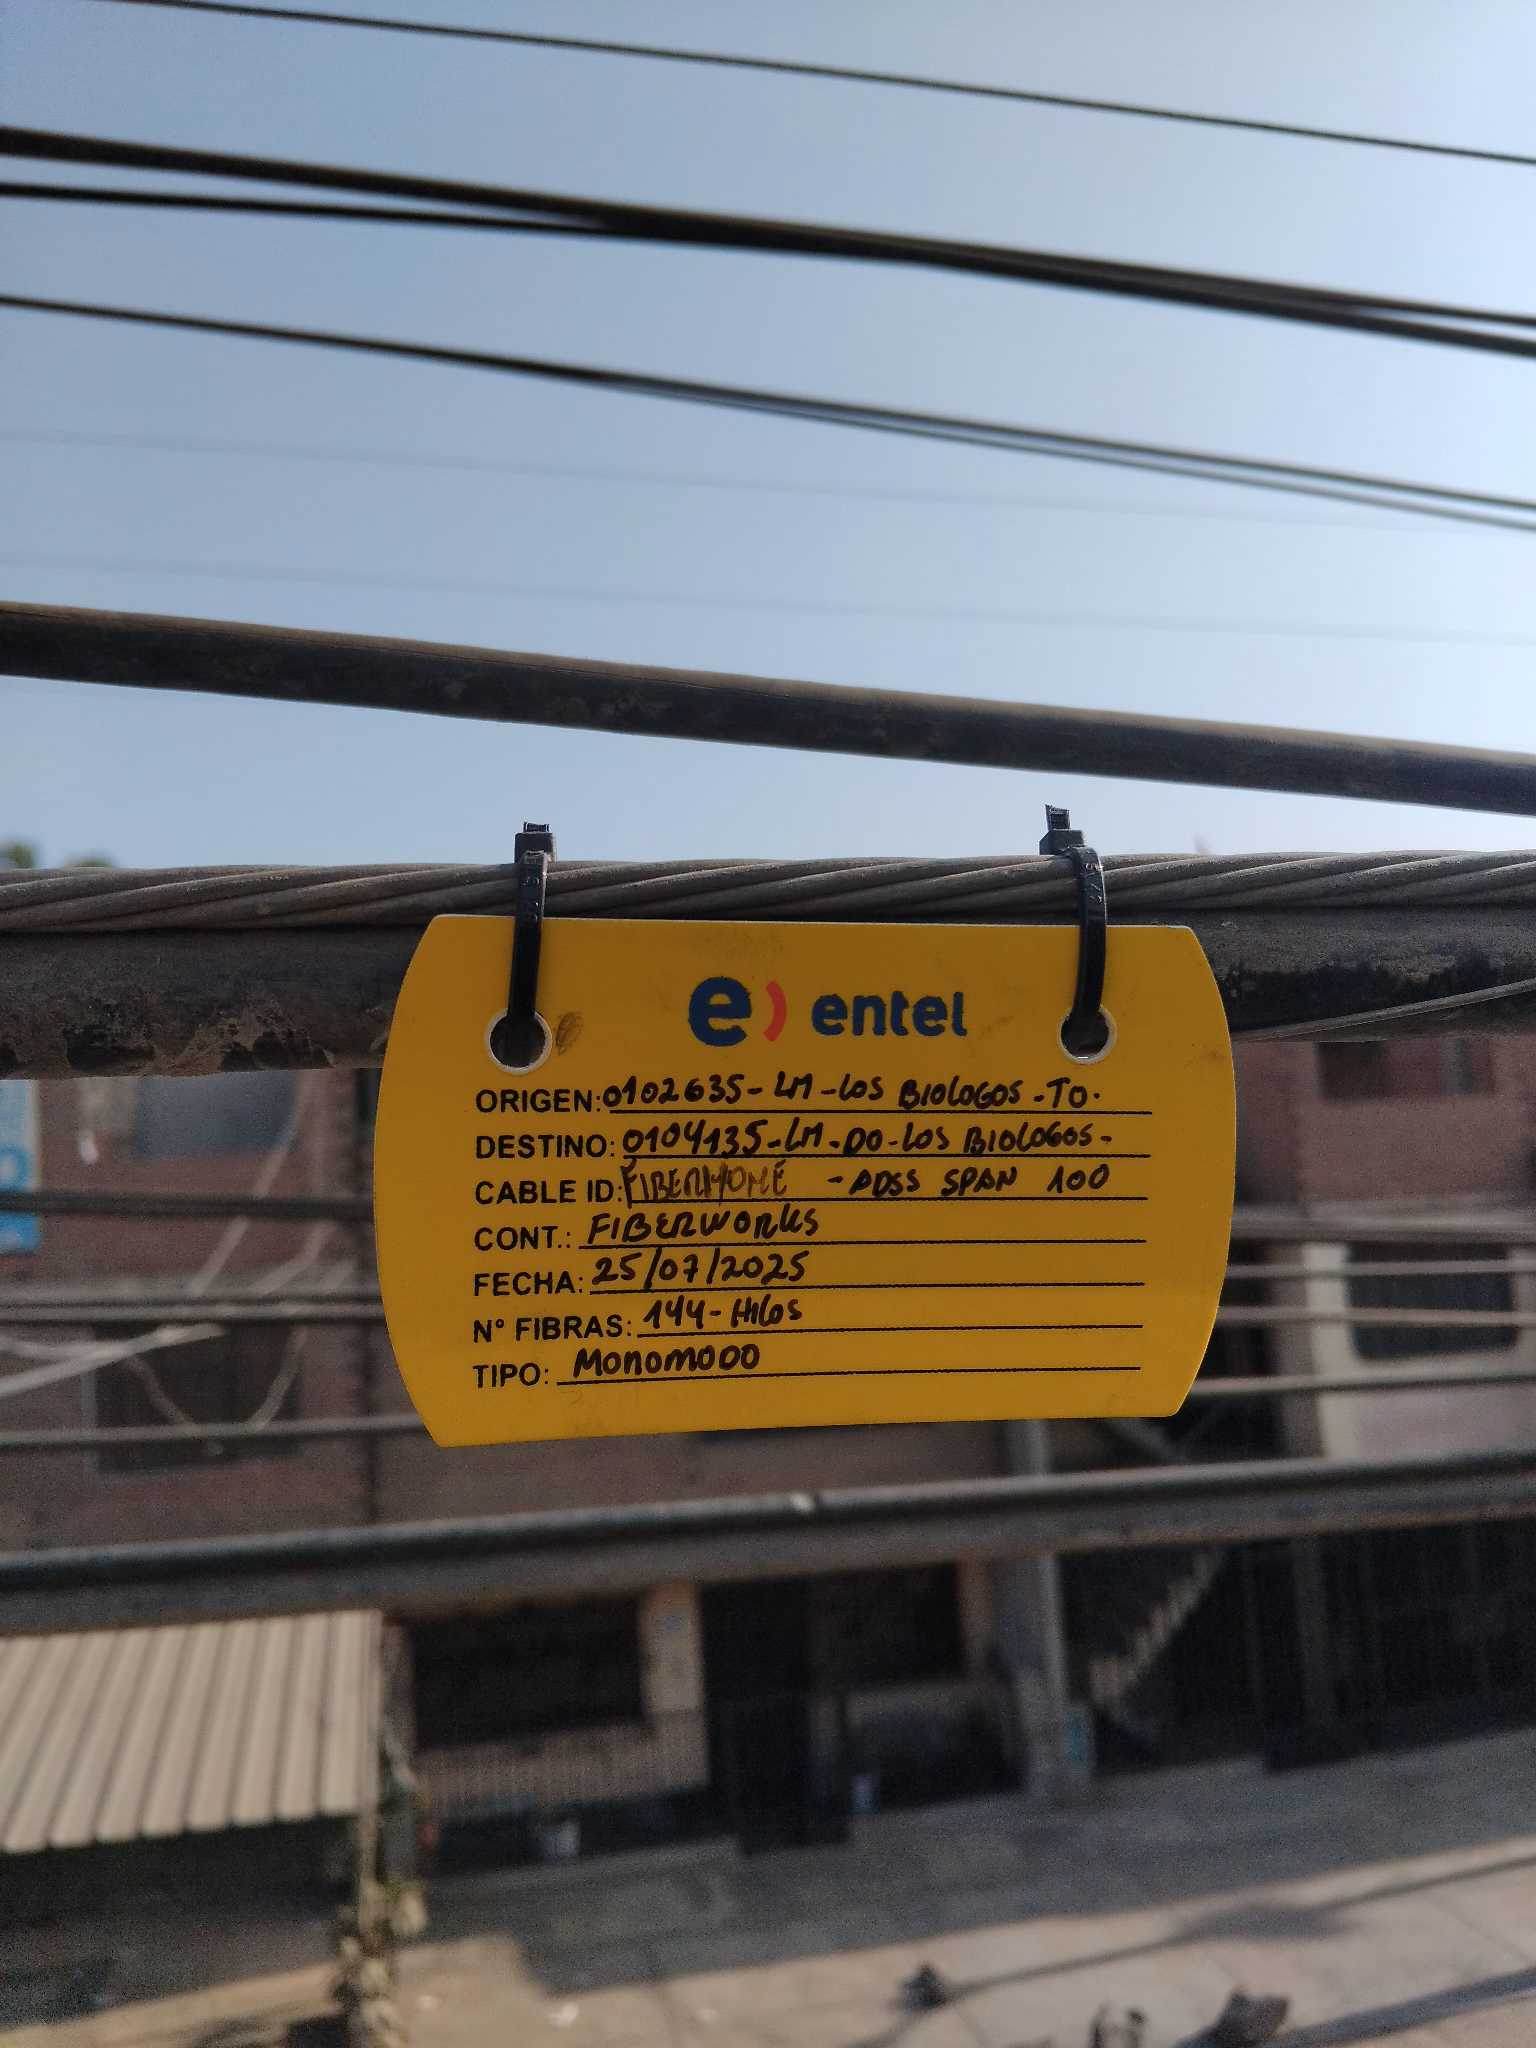 e) entel
ORIGEN: 0102635-LM-LOS BIOLOGOS-TO.
DESTINO: 0104135-LM-DO-LOS BIOLOGOS-
CABLE ID: FIBERHOME - ADSS SPAN 100
CONT.: FIBERWORKS
FECHA: 25/07/2025
N° FIBRAS: 144-HILOS
TIPO: MONOMODO